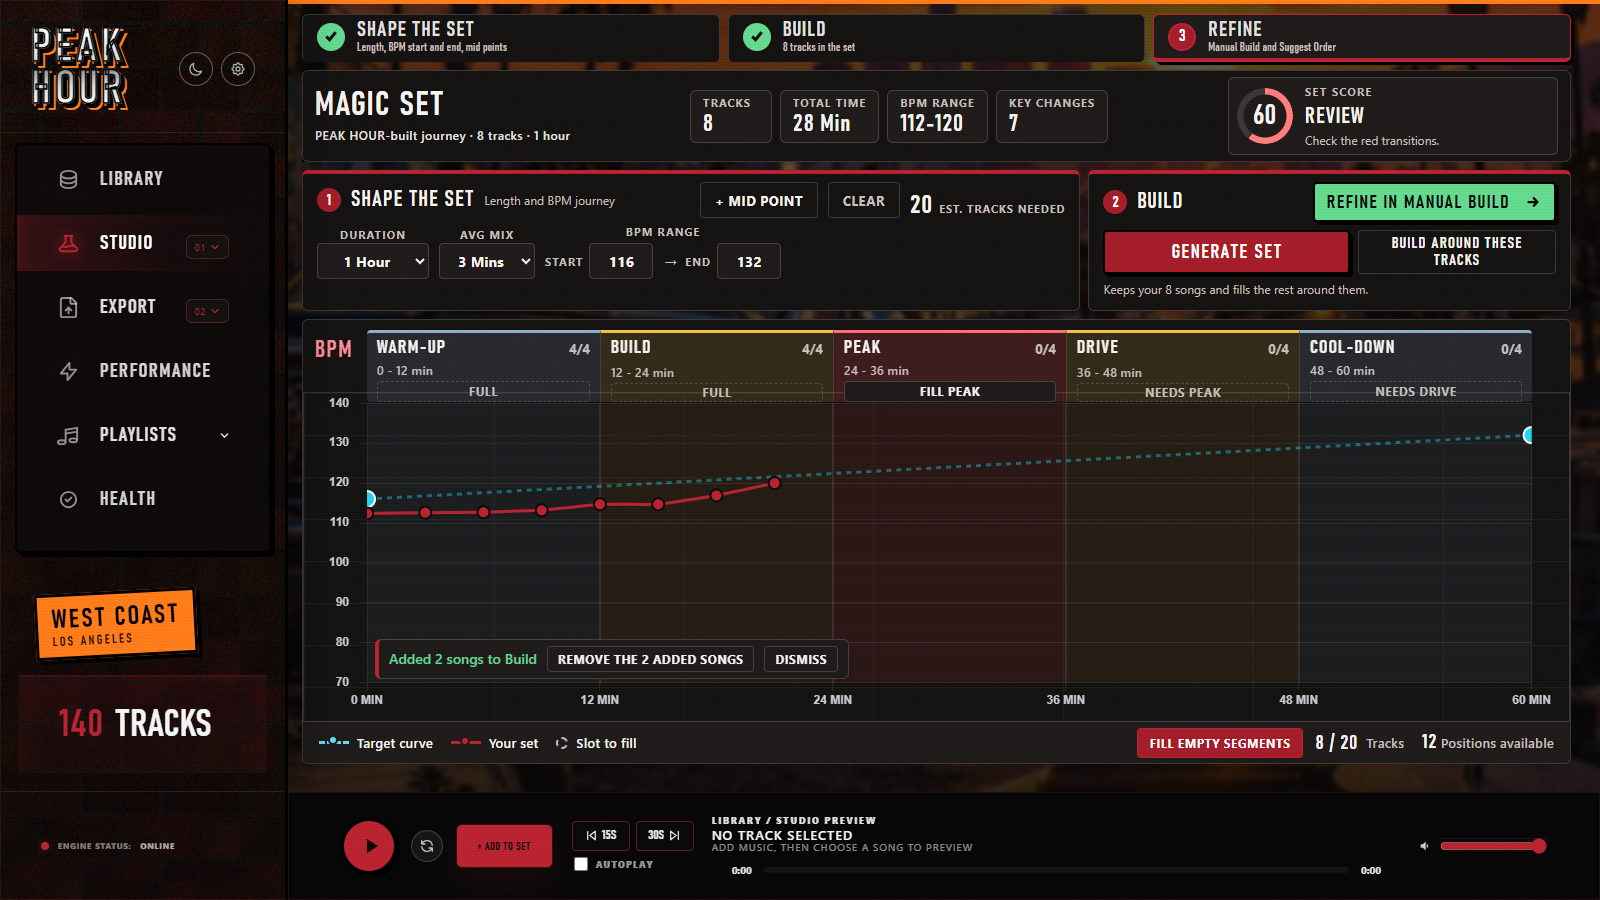 PEAK
HOUR
LIBRARY
STUDIO
01
EXPORT
02
PERFORMANCE
PLAYLISTS
HEALTH
WEST COAST
LOS ANGELES
140 TRACKS
ENGINE STATUS: ONLINE
SHAPE THE SET
Length, BPM start and end, mid points
BUILD
8 tracks in the set
3
REFINE
Manual Build and Suggest Order
MAGIC SET
PEAK HOUR-built journey · 8 tracks · 1 hour
TRACKS
8
TOTAL TIME
28 Min
BPM RANGE
112-120
KEY CHANGES
7
60
SET SCORE
REVIEW
Check the red transitions.
1 SHAPE THE SET Length and BPM journey
+ MID POINT
CLEAR
20 EST. TRACKS NEEDED
DURATION
1 Hour
AVG MIX
3 Mins
BPM RANGE
START 116 → END 132
2 BUILD
REFINE IN MANUAL BUILD →
GENERATE SET
BUILD AROUND THESE
TRACKS
Keeps your 8 songs and fills the rest around them.
BPM
WARM-UP 4/4
0 - 12 min
FULL
BUILD 4/4
12 - 24 min
FULL
PEAK 0/4
24 - 36 min
FILL PEAK
DRIVE 0/4
36 - 48 min
NEEDS PEAK
COOL-DOWN 0/4
48 - 60 min
NEEDS DRIVE
140
130
120
110
100
90
80
70
Added 2 songs to Build
REMOVE THE 2 ADDED SONGS
DISMISS
0 MIN
12 MIN
24 MIN
36 MIN
48 MIN
60 MIN
Target curve
Your set
Slot to fill
FILL EMPTY SEGMENTS
8 / 20 Tracks
12 Positions available
+ ADD TO SET
15S
30S
AUTOPLAY
LIBRARY / STUDIO PREVIEW
NO TRACK SELECTED
ADD MUSIC, THEN CHOOSE A SONG TO PREVIEW
0:00
0:00